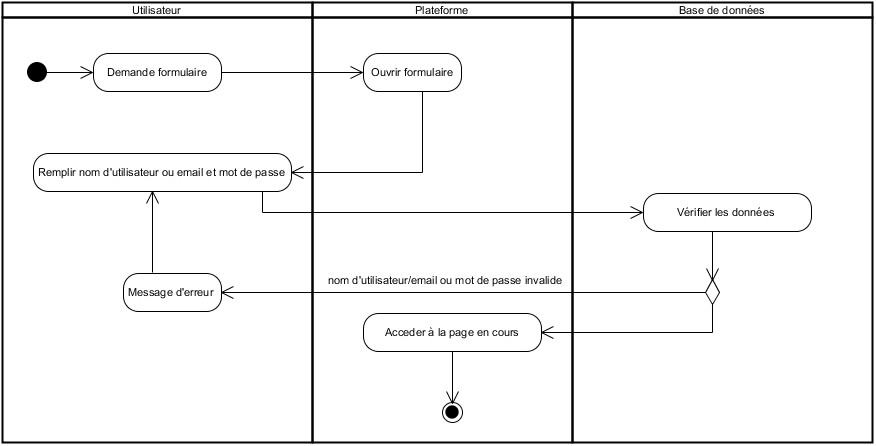 Utilisateur
Plateforme
Base de données
Demande formulaire
Ouvrir formulaire
Remplir nom d'utilisateur ou email et mot de passe
Vérifier les données
nom d'utilisateur/email ou mot de passe invalide
Message d'erreur
Acceder à la page en cours